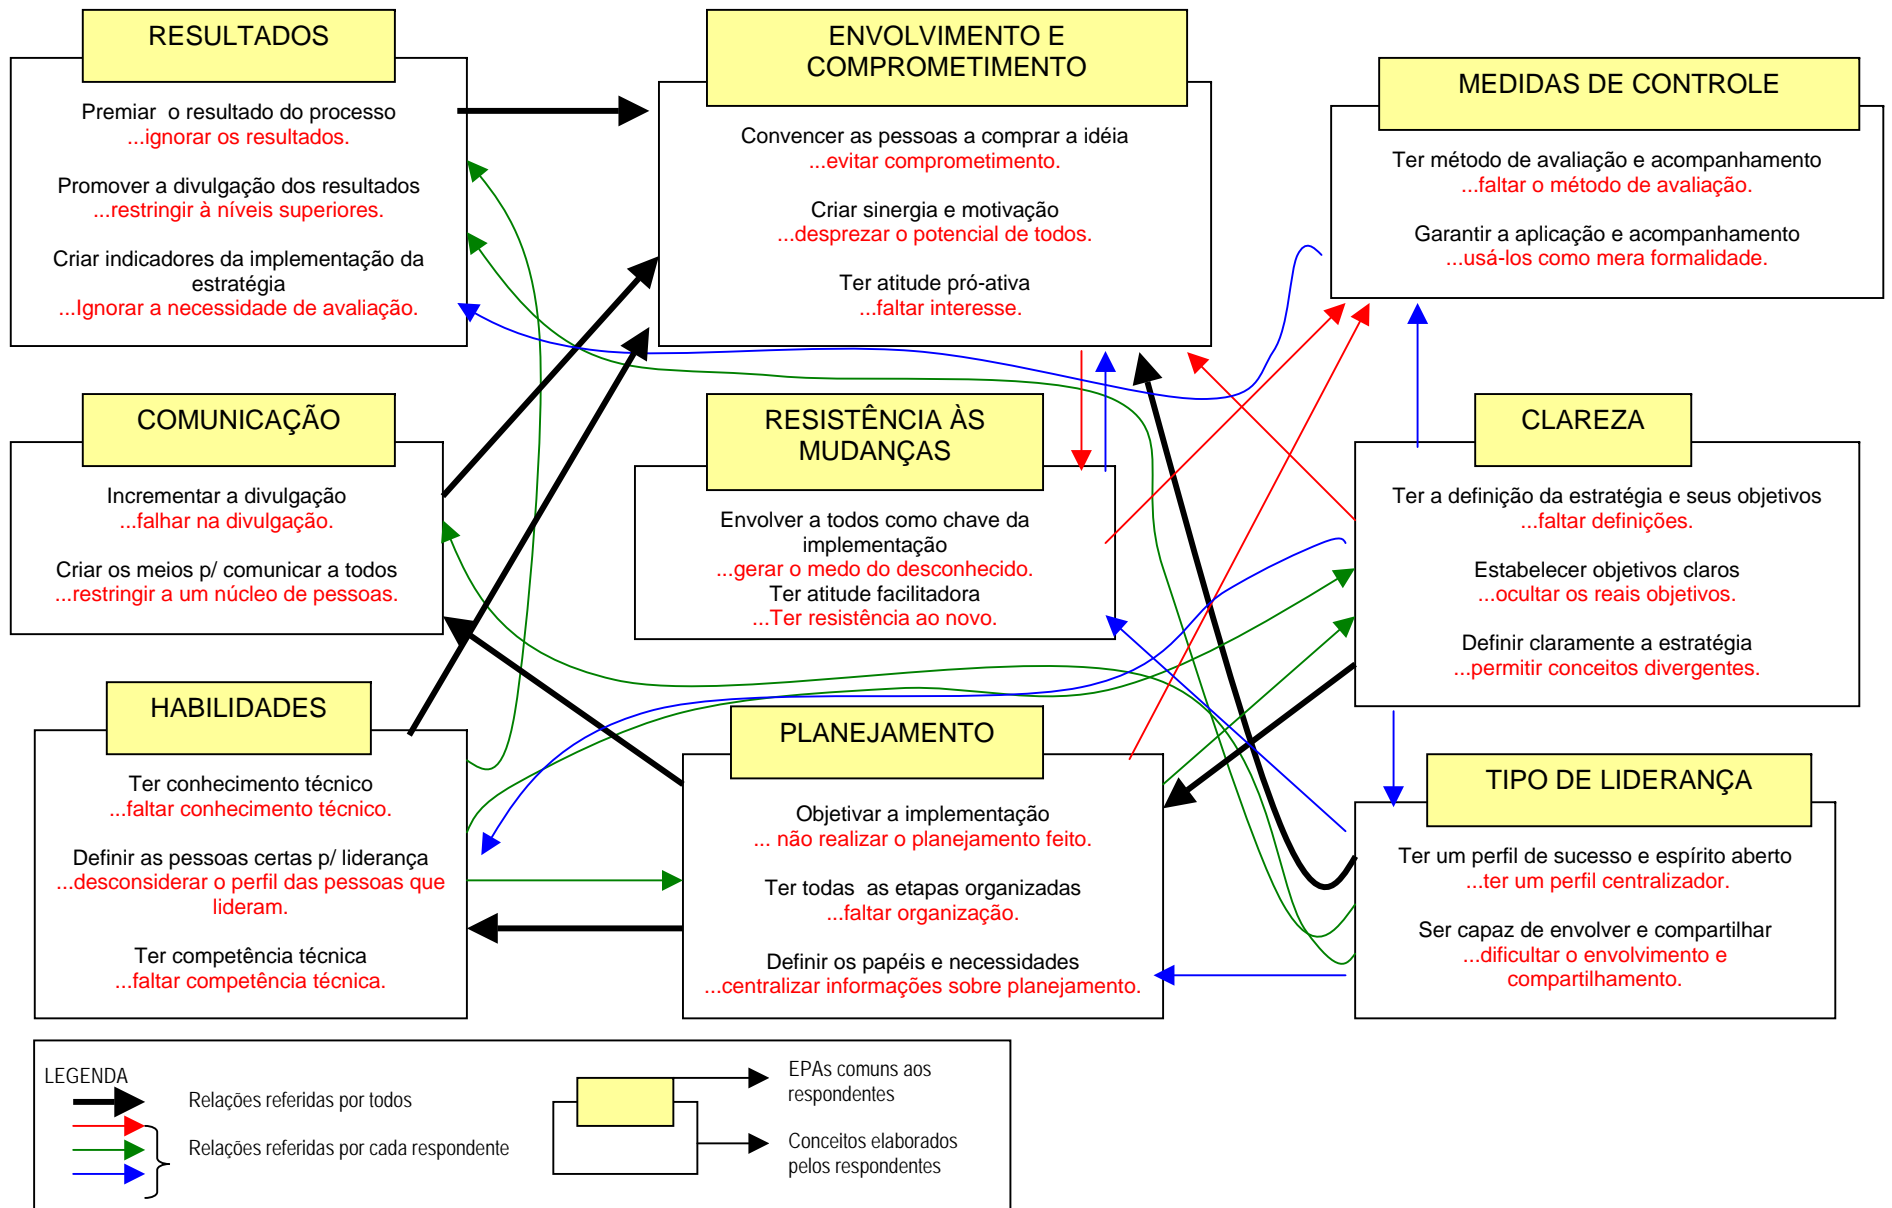 RESULTADOS
Premiar o resultado do processo
...ignorar os resultados.
Promover a divulgação dos resultados
...restringir à níveis superiores.
Criar indicadores da implementação da
estratégia
...Ignorar a necessidade de avaliação.
ENVOLVIMENTO E
COMPROMETIMENTO
Convencer as pessoas a comprar a idéia
...evitar comprometimento.
Criar sinergia e motivação
...desprezar o potencial de todos.
Ter atitude pró-ativa
...faltar interesse.
MEDIDAS DE CONTROLE
Ter método de avaliação e acompanhamento
...faltar o método de avaliação.
Garantir a aplicação e acompanhamento
...usá-los como mera formalidade.
COMUNICAÇÃO
Incrementar a divulgação
...falhar na divulgação.
Criar os meios p/ comunicar a todos
...restringir a um núcleo de pessoas.
RESISTÊNCIA ÀS
MUDANÇAS
Envolver a todos como chave da
implementação
...gerar o medo do desconhecido.
Ter atitude facilitadora
...Ter resistência ao novo.
CLAREZA
Ter a definição da estratégia e seus objetivos
...faltar definições.
Estabelecer objetivos claros
...ocultar os reais objetivos.
Definir claramente a estratégia
...permitir conceitos divergentes.
HABILIDADES
Ter conhecimento técnico
...faltar conhecimento técnico.
Definir as pessoas certas p/ liderança
...desconsiderar o perfil das pessoas que
lideram.
Ter competência técnica
...faltar competência técnica.
PLANEJAMENTO
Objetivar a implementação
... não realizar o planejamento feito.
Ter todas as etapas organizadas
...faltar organização.
Definir os papéis e necessidades
...centralizar informações sobre planejamento.
TIPO DE LIDERANÇA
Ter um perfil de sucesso e espírito aberto
...ter um perfil centralizador.
Ser capaz de envolver e compartilhar
...dificultar o envolvimento e
compartilhamento.
LEGENDA
Relações referidas por todos
Relações referidas por cada respondente
EPAs comuns aos
respondentes
Conceitos elaborados
pelos respondentes